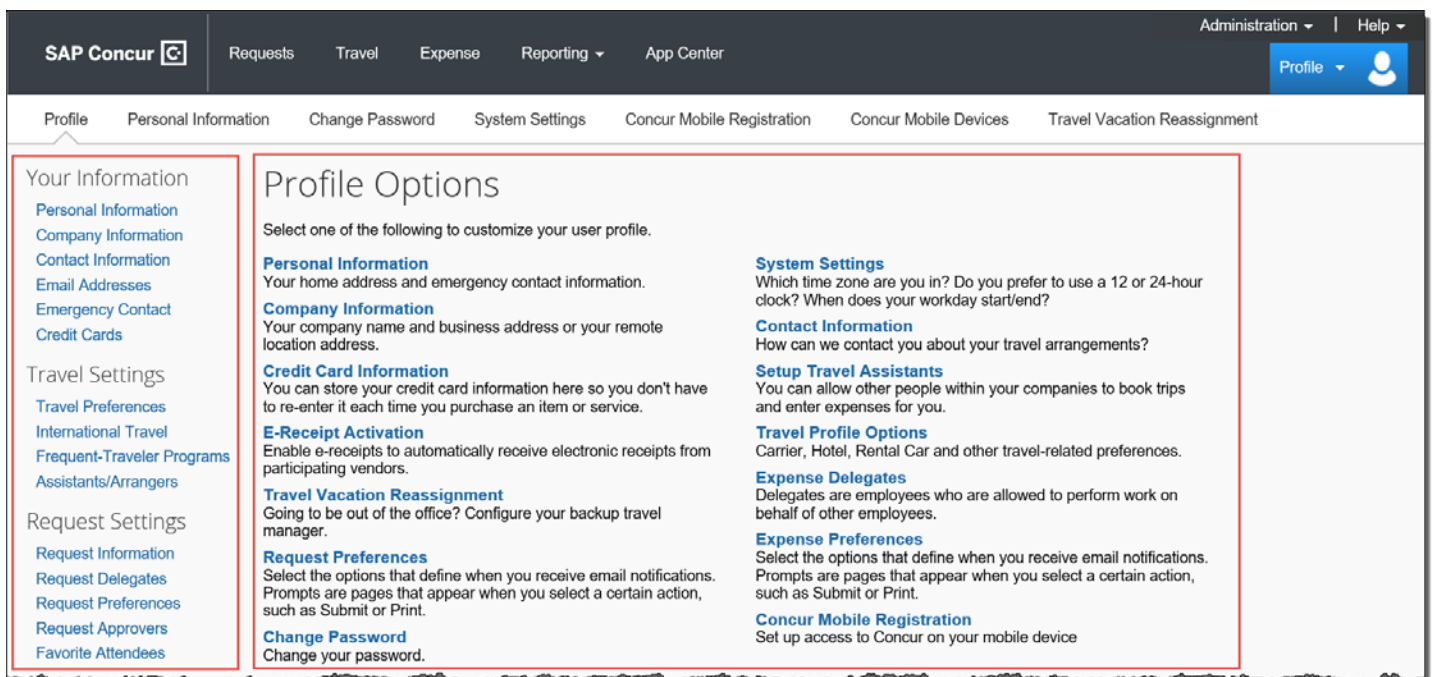 Administration | Help
SAP Concur C Requests Travel Expense Reporting App Center
Profile
Profile Personal Information Change Password System Settings Concur Mobile Registration Concur Mobile Devices Travel Vacation Reassignment
Your Information
Personal Information
Company Information
Contact Information
Email Addresses
Emergency Contact
Credit Cards
Travel Settings
Travel Preferences
International Travel
Frequent-Traveler Programs
Assistants/Arrangers
Request Settings
Request Information
Request Delegates
Request Preferences
Request Approvers
Favorite Attendees
Profile Options
Select one of the following to customize your user profile.
Personal Information
Your home address and emergency contact information.
Company Information
Your company name and business address or your remote
location address.
Credit Card Information
You can store your credit card information here so you don't have
to re-enter it each time you purchase an item or service.
E-Receipt Activation
Enable e-receipts to automatically receive electronic receipts from
participating vendors.
Travel Vacation Reassignment
Going to be out of the office? Configure your backup travel
manager.
Request Preferences
Select the options that define when you receive email notifications.
Prompts are pages that appear when you select a certain action,
such as Submit or Print.
Change Password
Change your password.
System Settings
Which time zone are you in? Do you prefer to use a 12 or 24-hour
clock? When does your workday start/end?
Contact Information
How can we contact you about your travel arrangements?
Setup Travel Assistants
You can allow other people within your companies to book trips
and enter expenses for you.
Travel Profile Options
Carrier, Hotel, Rental Car and other travel-related preferences.
Expense Delegates
Delegates are employees who are allowed to perform work on
behalf of other employees.
Expense Preferences
Select the options that define when you receive email notifications.
Prompts are pages that appear when you select a certain action,
such as Submit or Print.
Concur Mobile Registration
Set up access to Concur on your mobile device